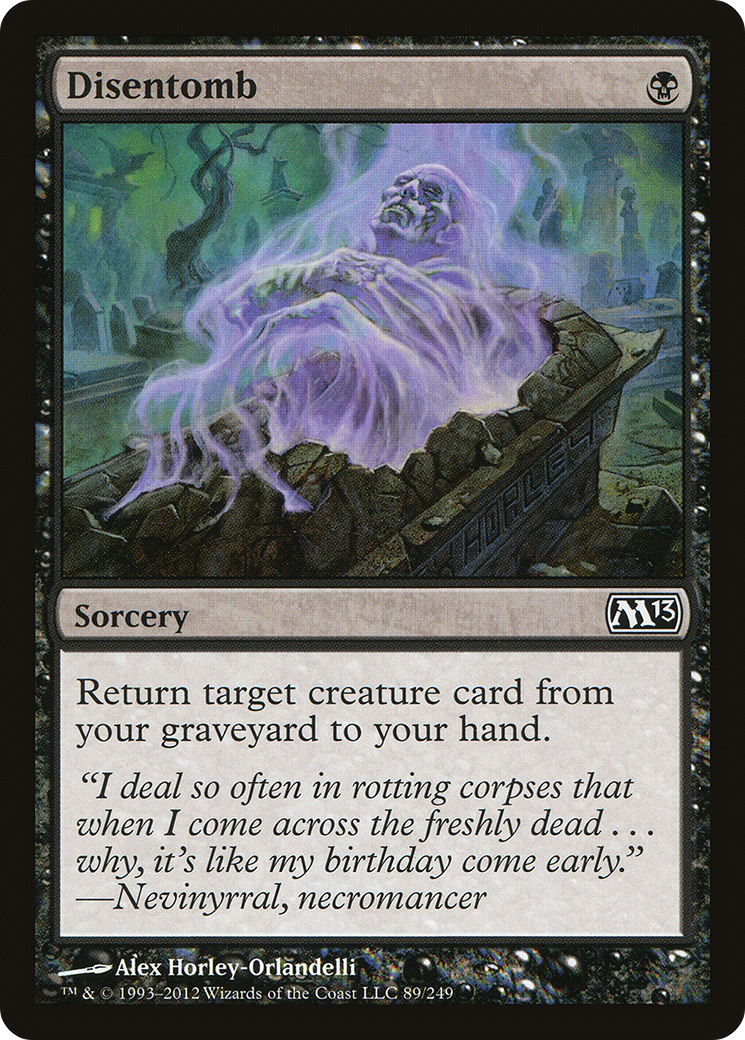 Disentomb
HORLEY
Sorcery
M13
Return target creature card from
your graveyard to your hand.
“I deal so often in rotting corpses that
when I come across the freshly dead . . .
why, it’s like my birthday come early.”
—Nevinyrral, necromancer
Alex Horley-Orlandelli
™ & © 1993–2012 Wizards of the Coast LLC 89/249